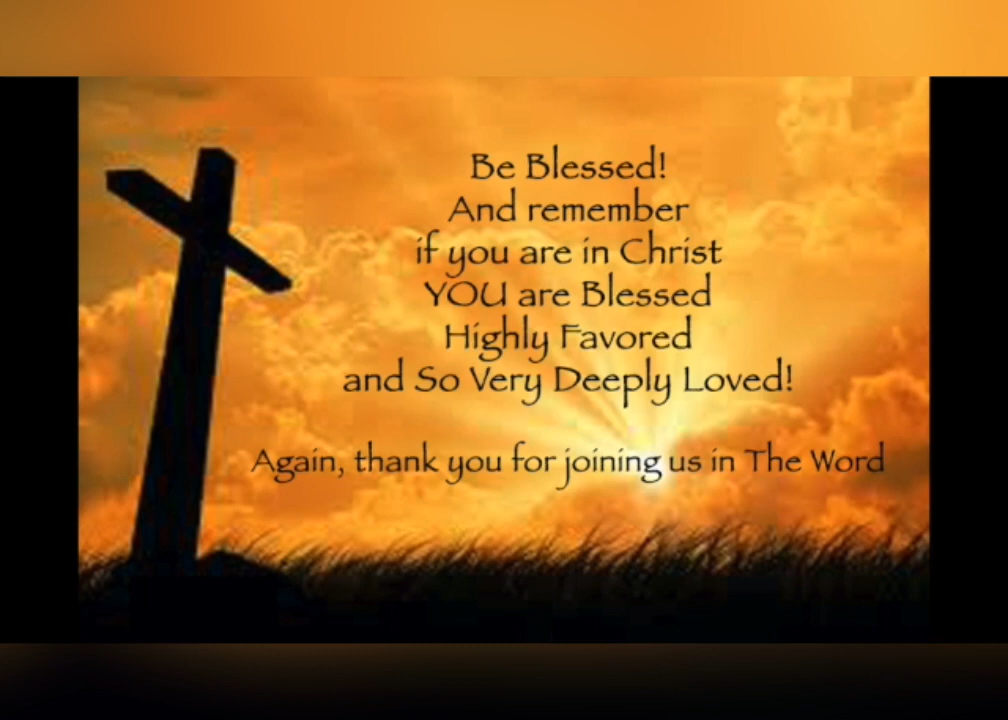 Be Blessed!
And remember
if you are in Christ
YOU are Blessed
Highly Favored
and So Very Deeply Loved!
Again, thank you for joining us in The Word